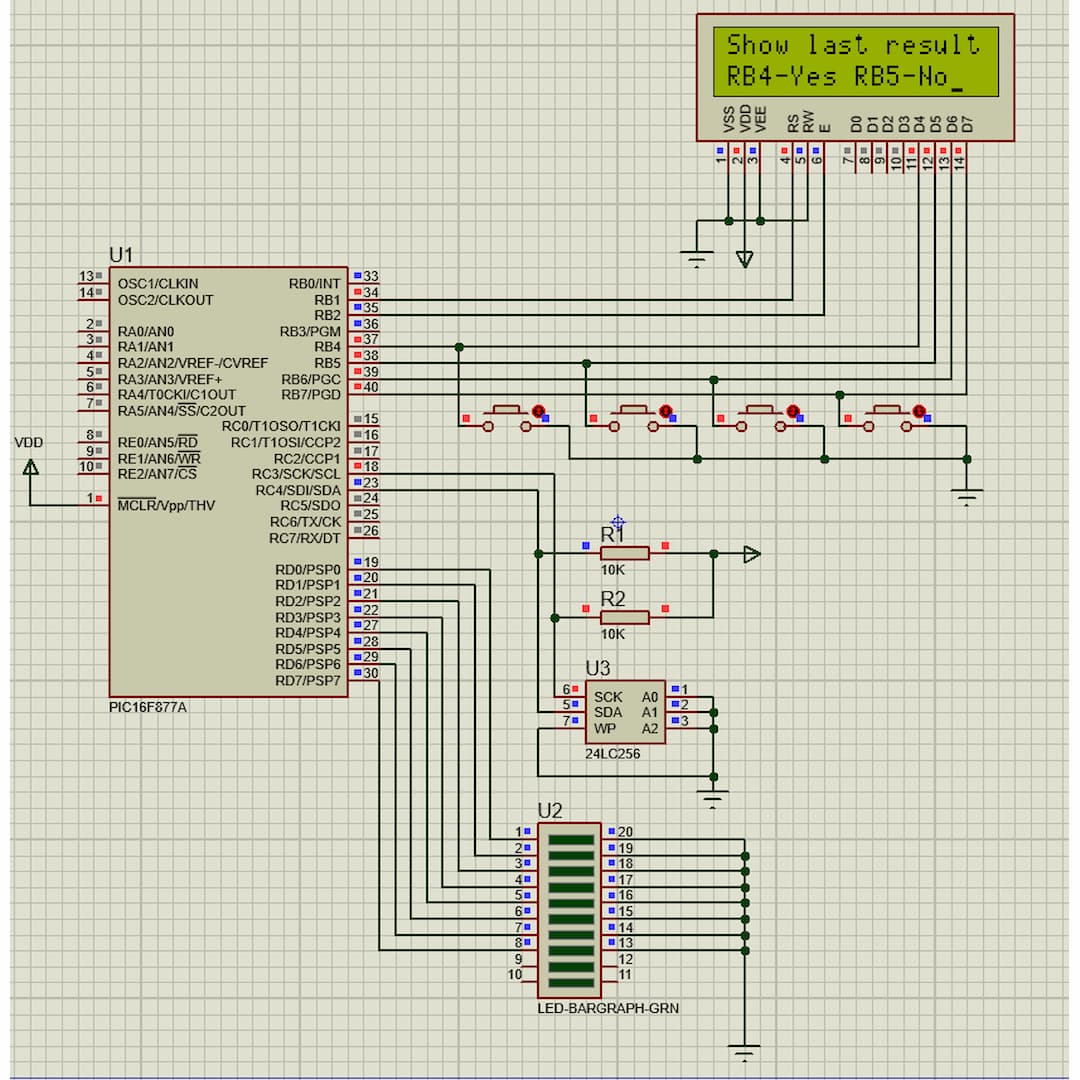 Show last result
RB4-Yes RB5-No_
VSS
VDD
VEE
RS
RW
E
D0
D1
D2
D3
D4
D5
D6
D7
1
2
3
4
5
6
7
8
9
10
11
12
13
14
U1
13 OSC1/CLKIN
14 OSC2/CLKOUT
2 RA0/AN0
3 RA1/AN1
4 RA2/AN2/VREF-/CVREF
5 RA3/AN3/VREF+
6 RA4/T0CKI/C1OUT
7 RA5/AN4/SS/C2OUT
8 RE0/AN5/RD
9 RE1/AN6/WR
10 RE2/AN7/CS
1 MCLR/Vpp/THV
VDD
RB0/INT 33
RB1 34
RB2 35
RB3/PGM 36
RB4 37
RB5 38
RB6/PGC 39
RB7/PGD 40
RC0/T1OSO/T1CKI 15
RC1/T1OSI/CCP2 16
RC2/CCP1 17
RC3/SCK/SCL 18
RC4/SDI/SDA 23
RC5/SDO 24
RC6/TX/CK 25
RC7/RX/DT 26
RD0/PSP0 19
RD1/PSP1 20
RD2/PSP2 21
RD3/PSP3 22
RD4/PSP4 27
RD5/PSP5 28
RD6/PSP6 29
RD7/PSP7 30
PIC16F877A
R1
10K
R2
10K
U3
6 SCK A0 1
5 SDA A1 2
7 WP A2 3
24LC256
U2
1 20
2 19
3 18
4 17
5 16
6 15
7 14
8 13
9 12
10 11
LED-BARGRAPH-GRN